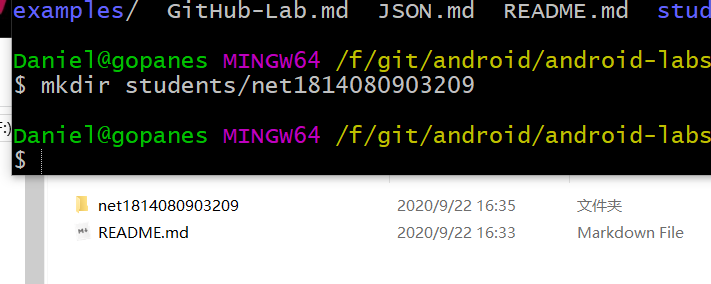 examples/ GitHub-Lab.md JSON.md README.md stud
Daniel@gopanes MINGW64 /f/git/android/android-labs
$ mkdir students/net1814080903209
Daniel@gopanes MINGW64 /f/git/android/android-labs
F:)
$
net1814080903209 2020/9/22 16:35 文件夹
README.md 2020/9/22 16:33 Markdown File